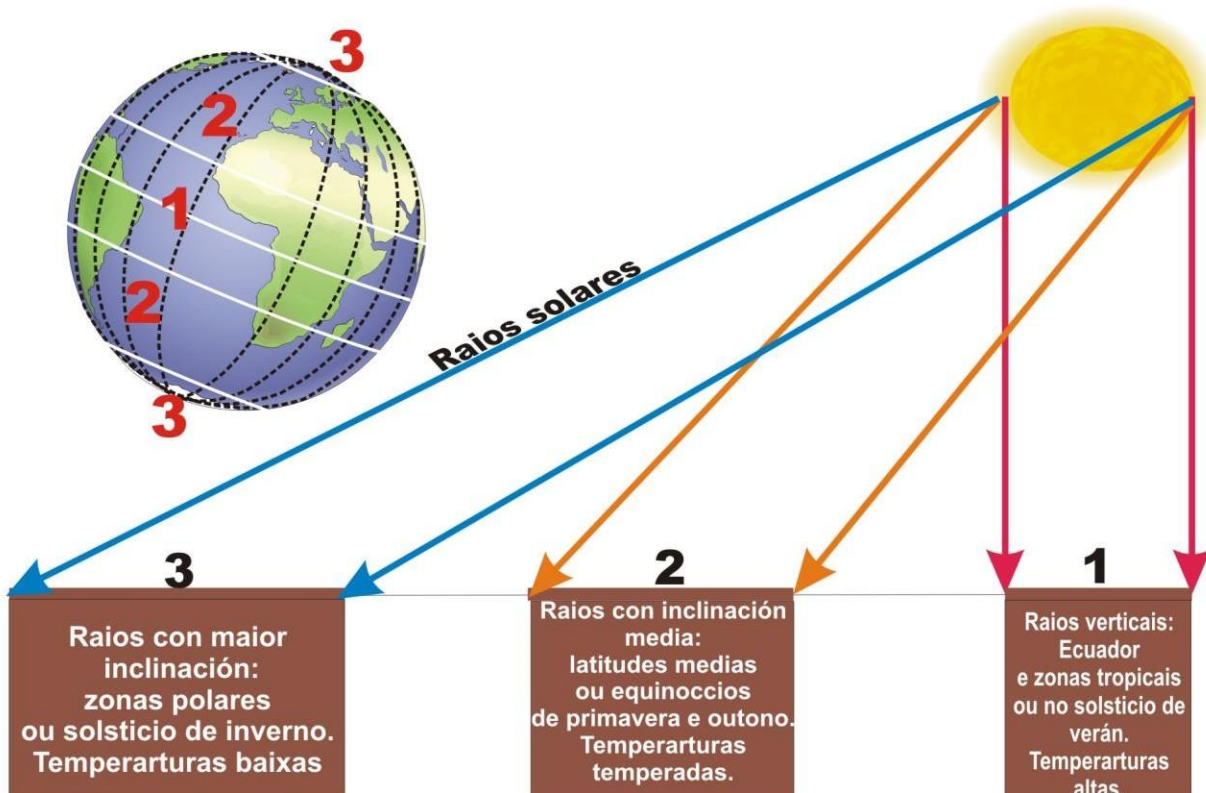 3
2
1
2
3
Raios solares
3
Raios con maior
inclinación:
zonas polares
ou solsticio de inverno.
Temperarturas baixas
2
Raios con inclinación
media:
latitudes medias
ou equinoccios
de primavera e outono.
Temperarturas
temperadas.
1
Raios verticais:
Ecuador
e zonas tropicais
ou no solsticio de
verán.
Temperarturas
altas